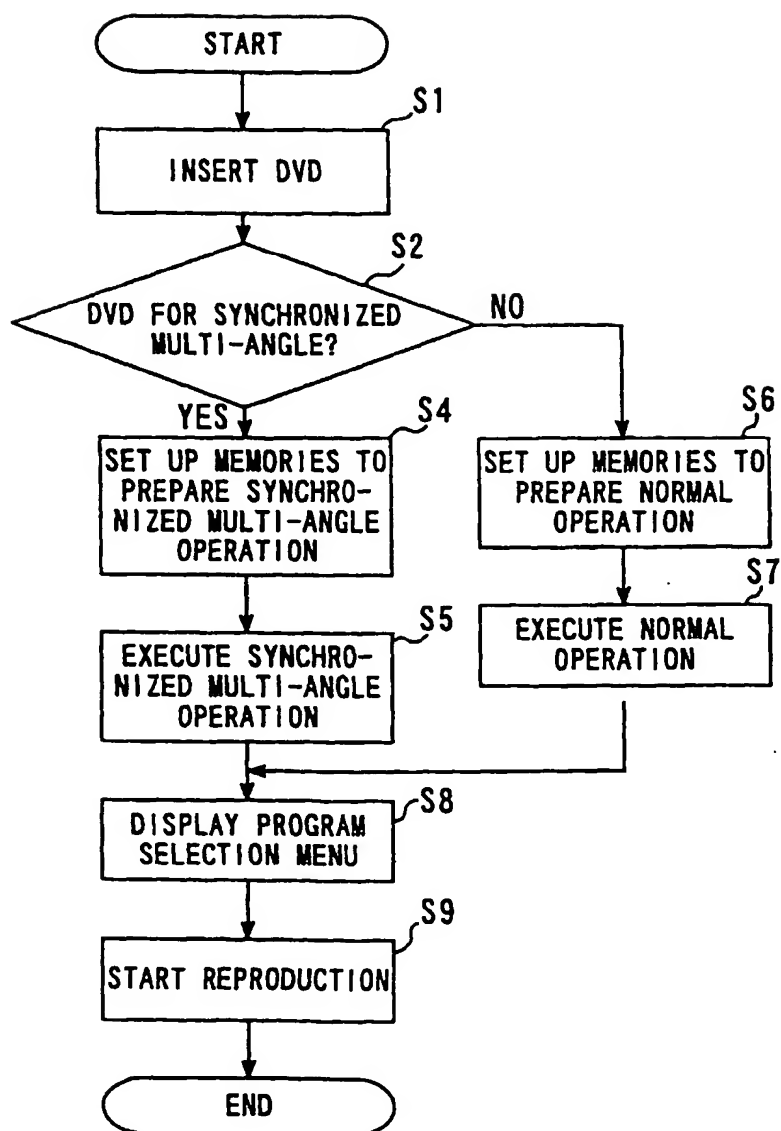 START
S1
INSERT DVD
S2
DVD FOR SYNCHRONIZED
MULTI-ANGLE?
NO
YES
S4
SET UP MEMORIES TO
PREPARE SYNCHRO-
NIZED MULTI-ANGLE
OPERATION
S6
SET UP MEMORIES TO
PREPARE NORMAL
OPERATION
S5
EXECUTE SYNCHRO-
NIZED MULTI-ANGLE
OPERATION
S7
EXECUTE NORMAL
OPERATION
S8
DISPLAY PROGRAM
SELECTION MENU
S9
START REPRODUCTION
END